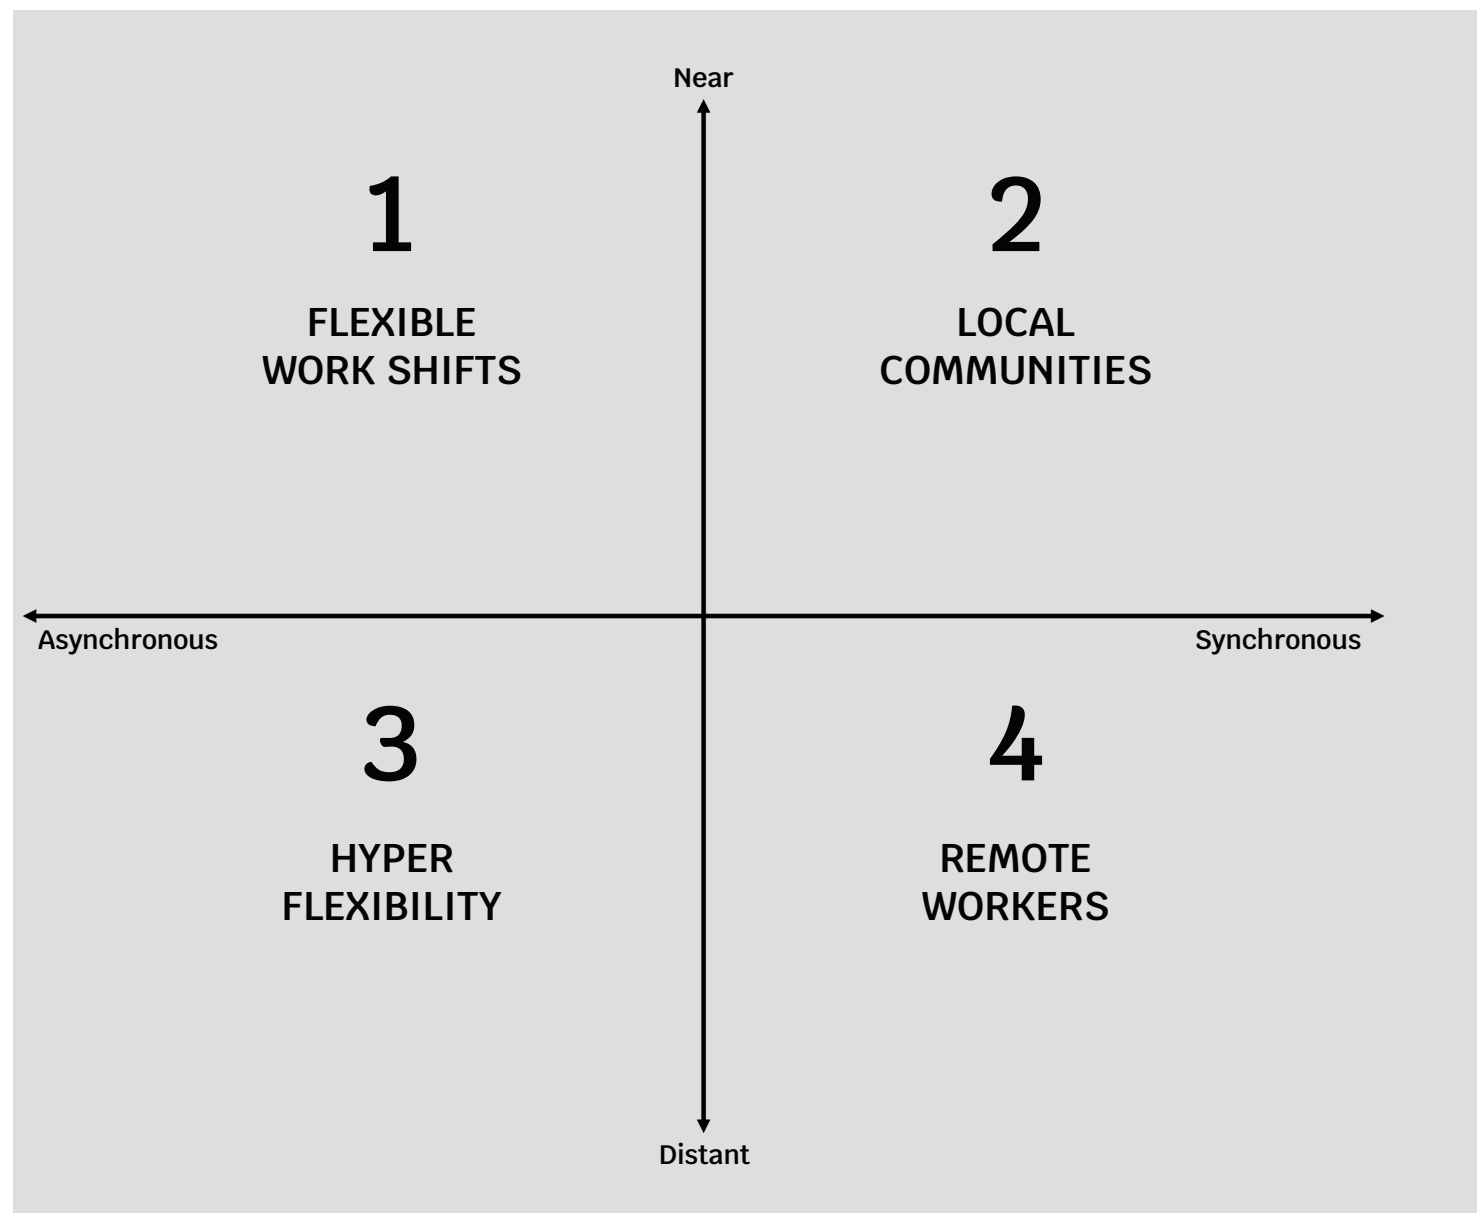 Near
1
2
FLEXIBLE
WORK SHIFTS
LOCAL
COMMUNITIES
Asynchronous
Synchronous
3
4
HYPER
FLEXIBILITY
REMOTE
WORKERS
Distant